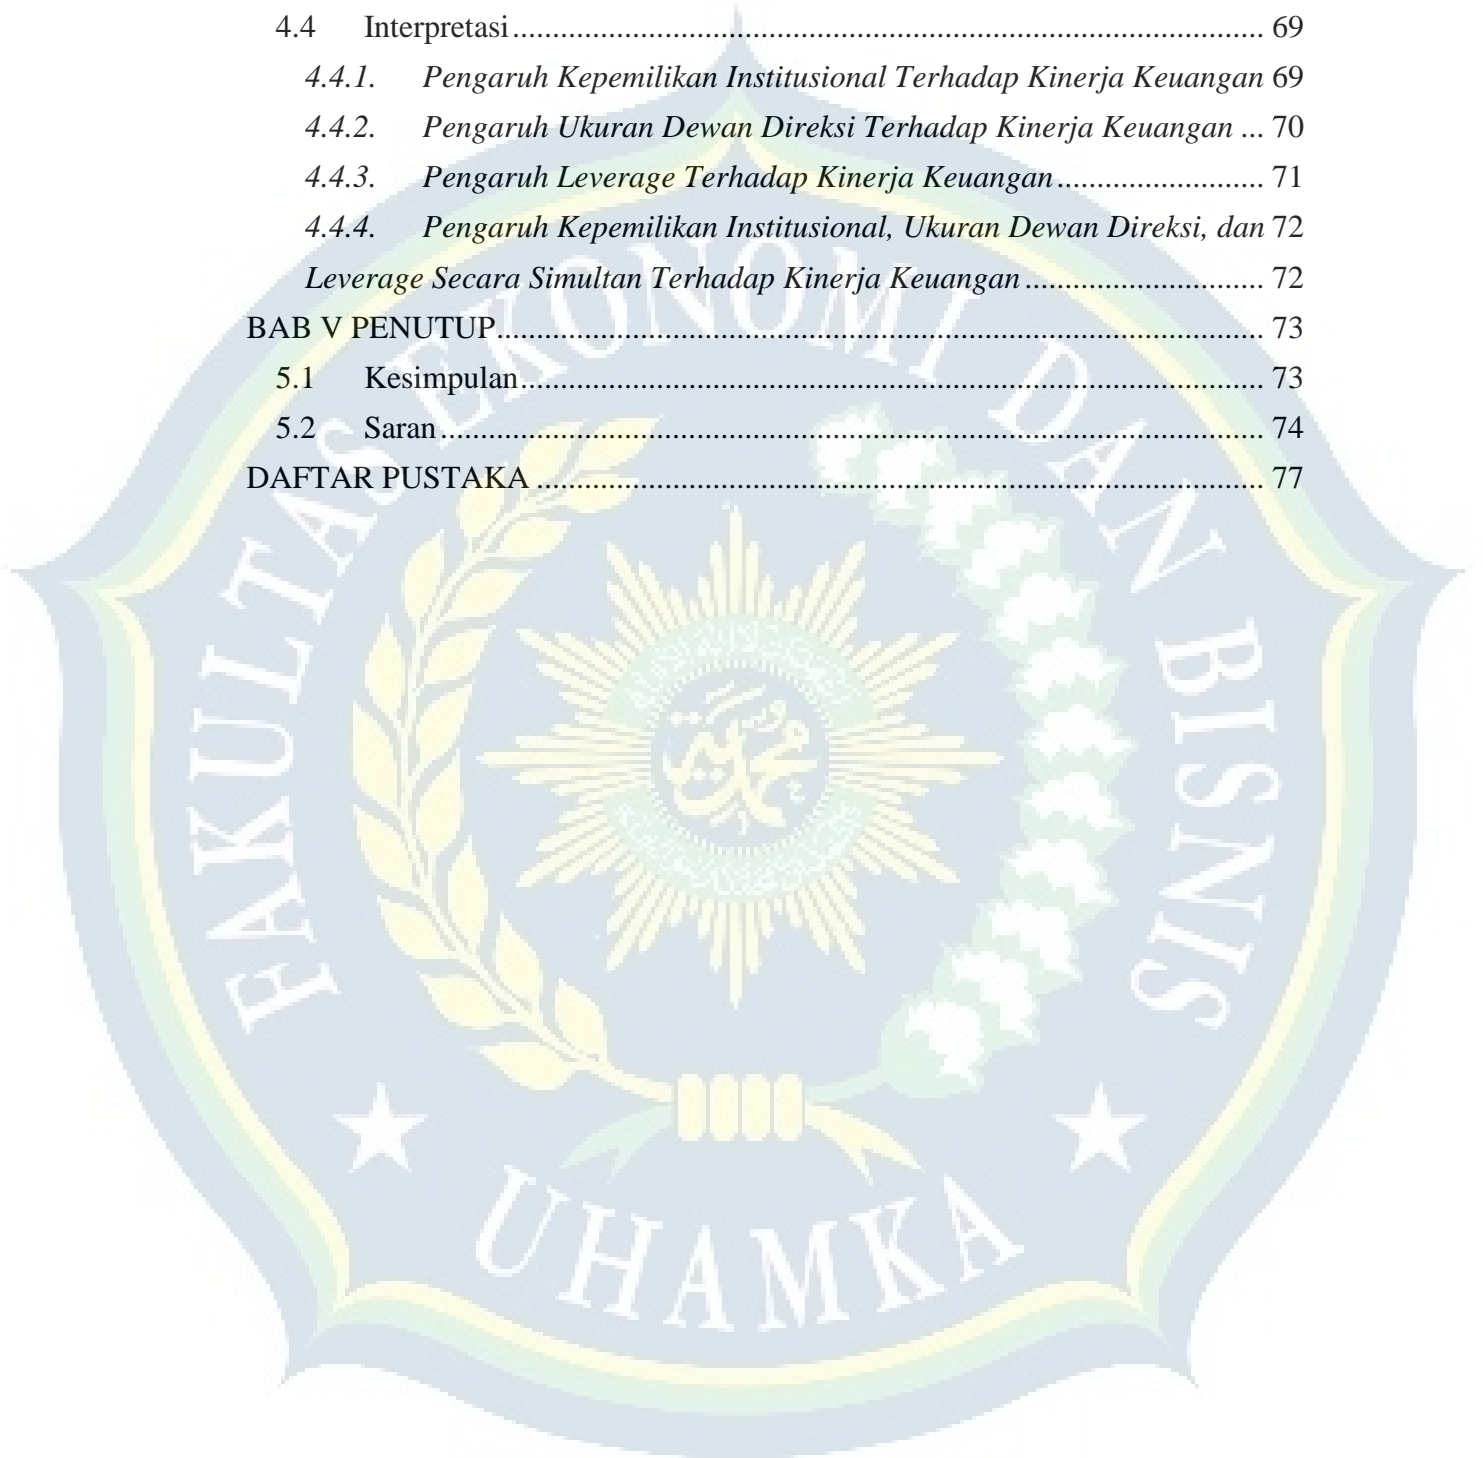 4.4 Interpretasi............................................................................................... 69
4.4.1. Pengaruh Kepemilikan Institusional Terhadap Kinerja Keuangan 69
4.4.2. Pengaruh Ukuran Dewan Direksi Terhadap Kinerja Keuangan ... 70
4.4.3. Pengaruh Leverage Terhadap Kinerja Keuangan.......................... 71
4.4.4. Pengaruh Kepemilikan Institusional, Ukuran Dewan Direksi, dan 72
Leverage Secara Simultan Terhadap Kinerja Keuangan.............................. 72
BAB V PENUTUP................................................................................................. 73
5.1 Kesimpulan.............................................................................................. 73
5.2 Saran........................................................................................................ 74
DAFTAR PUSTAKA ............................................................................................ 77
FAKULTAS EKONOMI DAN BISNIS
محمديه
UHAMKA